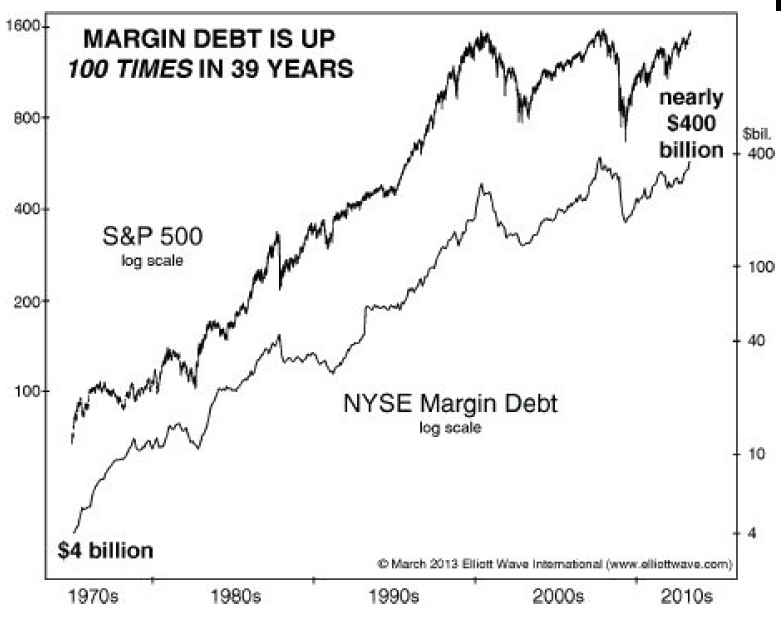 MARGIN DEBT IS UP
100 TIMES IN 39 YEARS
1600
800
400
200
100
S&P 500
log scale
nearly
$400
billion
$bil.
400
100
40
10
4
NYSE Margin Debt
log scale
$4 billion
© March 2013 Elliott Wave International (www.elliottwave.com)
1970s 1980s 1990s 2000s 2010s